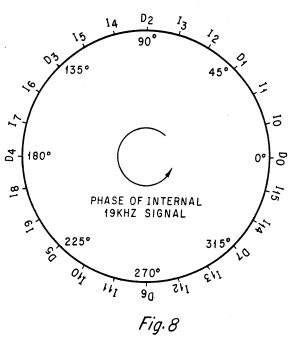 I4 D2 I3
I5 90° I2
D3 135° 45° D1
I6 I1
I7 I0
D4 180° 0° D0
I8 I15
PHASE OF INTERNAL
19KHZ SIGNAL
I9 I14
D5 225° 315° D7
I10 270° I13
I11 D6 I12
Fig. 8